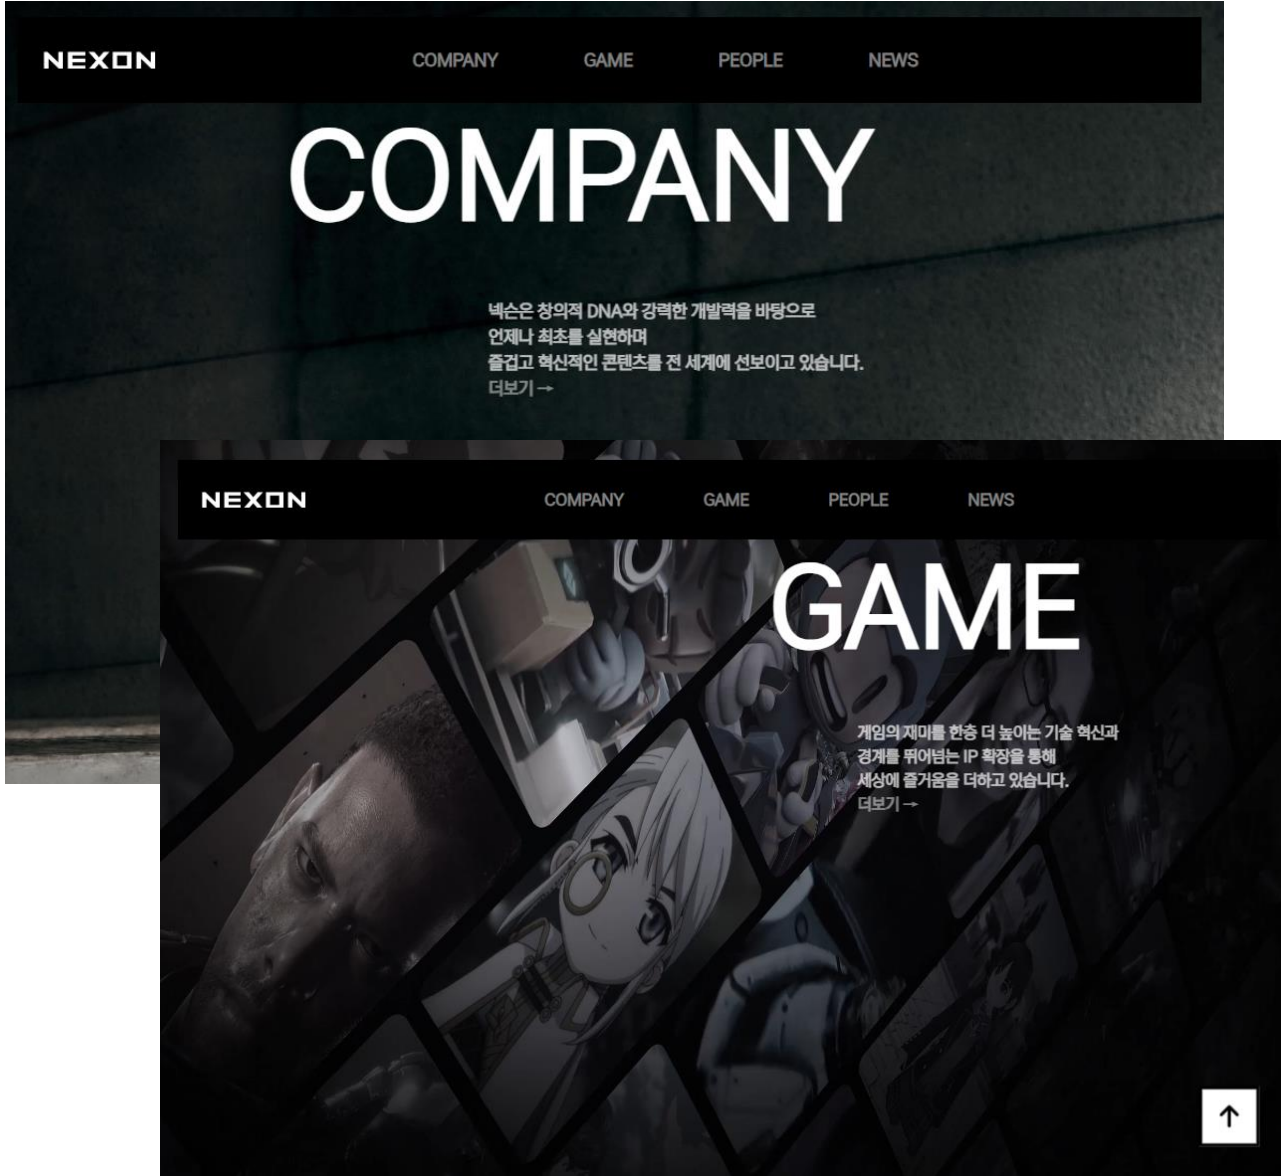 NEXON
COMPANY GAME PEOPLE NEWS
COMPANY
넥슨은 창의적 DNA와 강력한 개발력을 바탕으로
언제나 최초를 실현하며
즐겁고 혁신적인 콘텐츠를 전 세계에 선보이고 있습니다.
더보기 →
NEXON
COMPANY GAME PEOPLE NEWS
GAME
게임의 재미를 한층 더 높이는 기술 혁신과
경계를 뛰어넘는 IP 확장을 통해
세상에 즐거움을 더하고 있습니다.
더보기 →